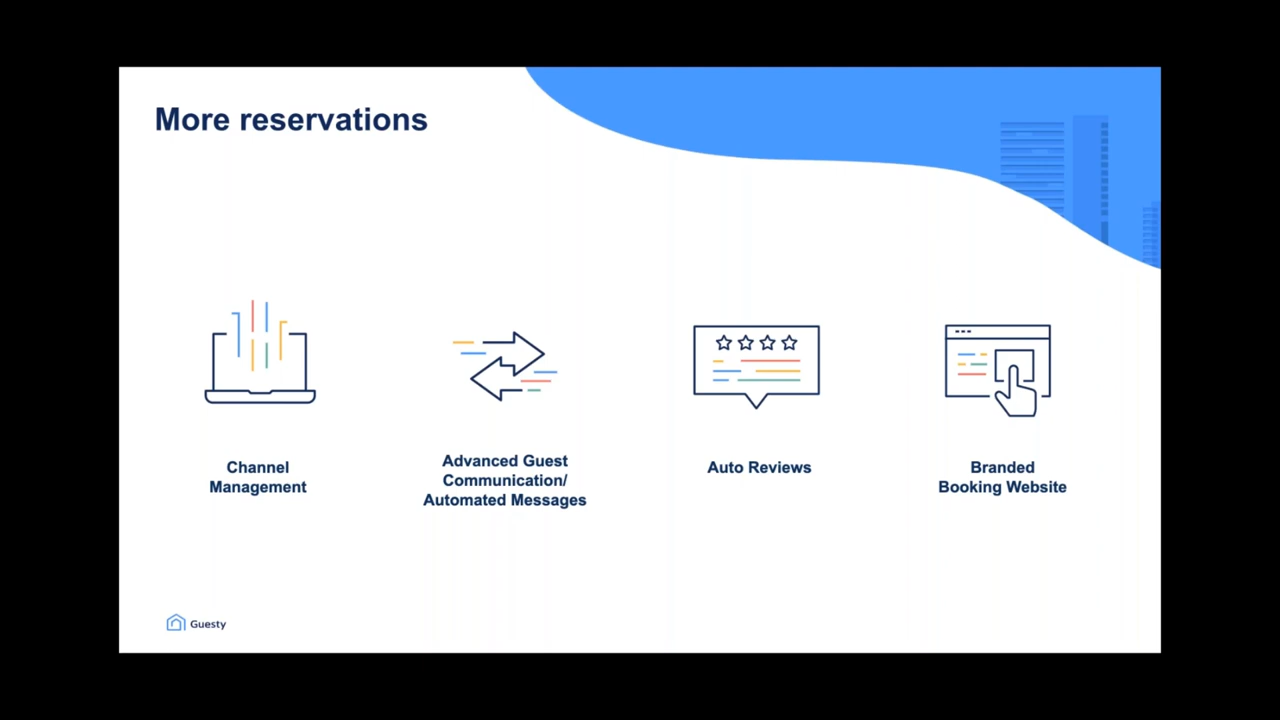 More reservations
Channel
Management
Advanced Guest
Communication/
Automated Messages
Auto Reviews
Branded
Booking Website
Guesty